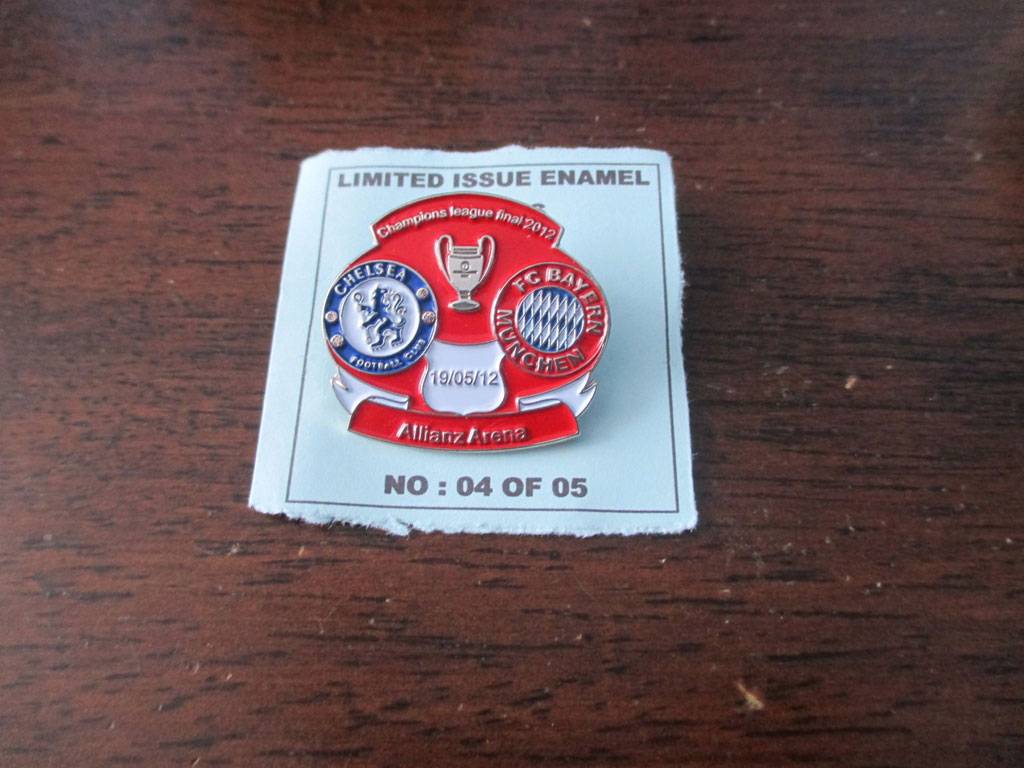 LIMITED ISSUE ENAMEL
Champions league final 2012
CHELSEA
FOOTBALL CLUB
FC BAYERN
MÜNCHEN
19/05/12
Allianz Arena
NO : 04 OF 05